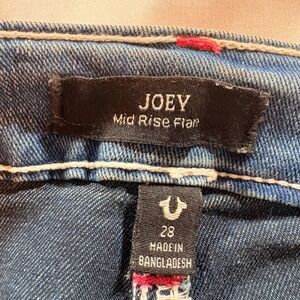 JOEY
Mid Rise Flare
28
MADE IN
BANGLADESH